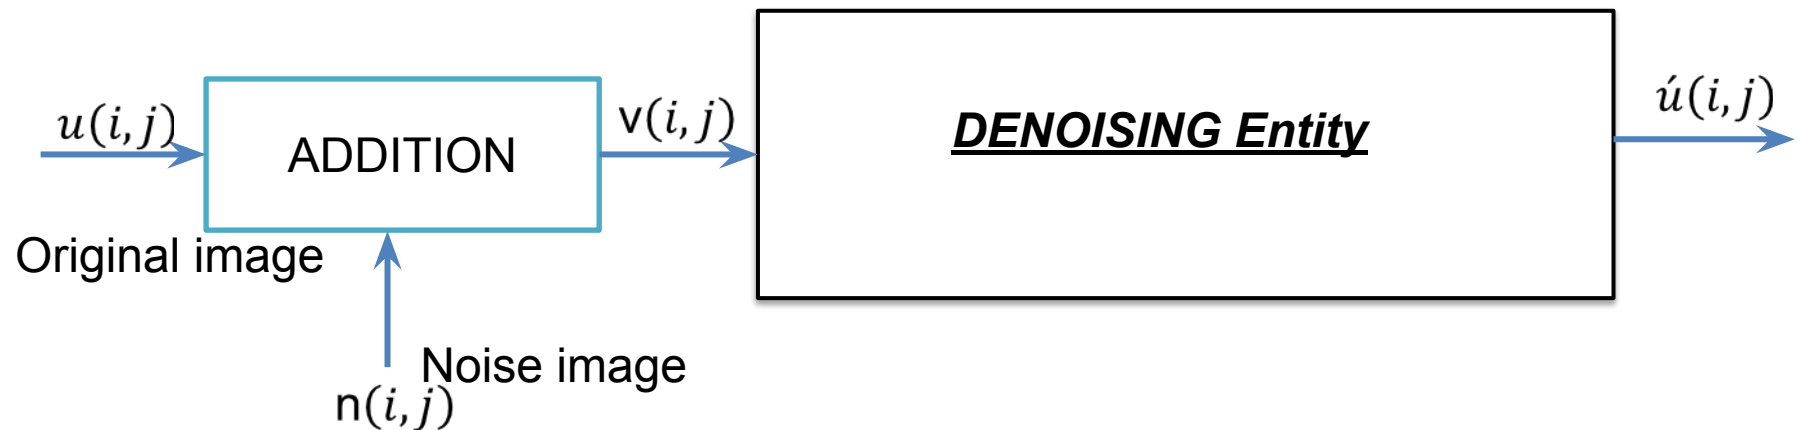 u(i,j)
ADDITION
v(i,j)
DENOISING Entity
ú(i,j)
Original image
Noise image
n(i,j)